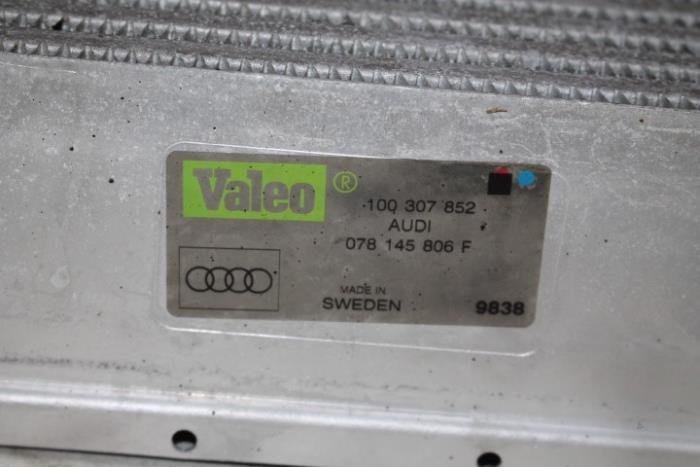 Valeo ®
100 307 852
AUDI
078 145 806 F
MADE IN
SWEDEN
9838